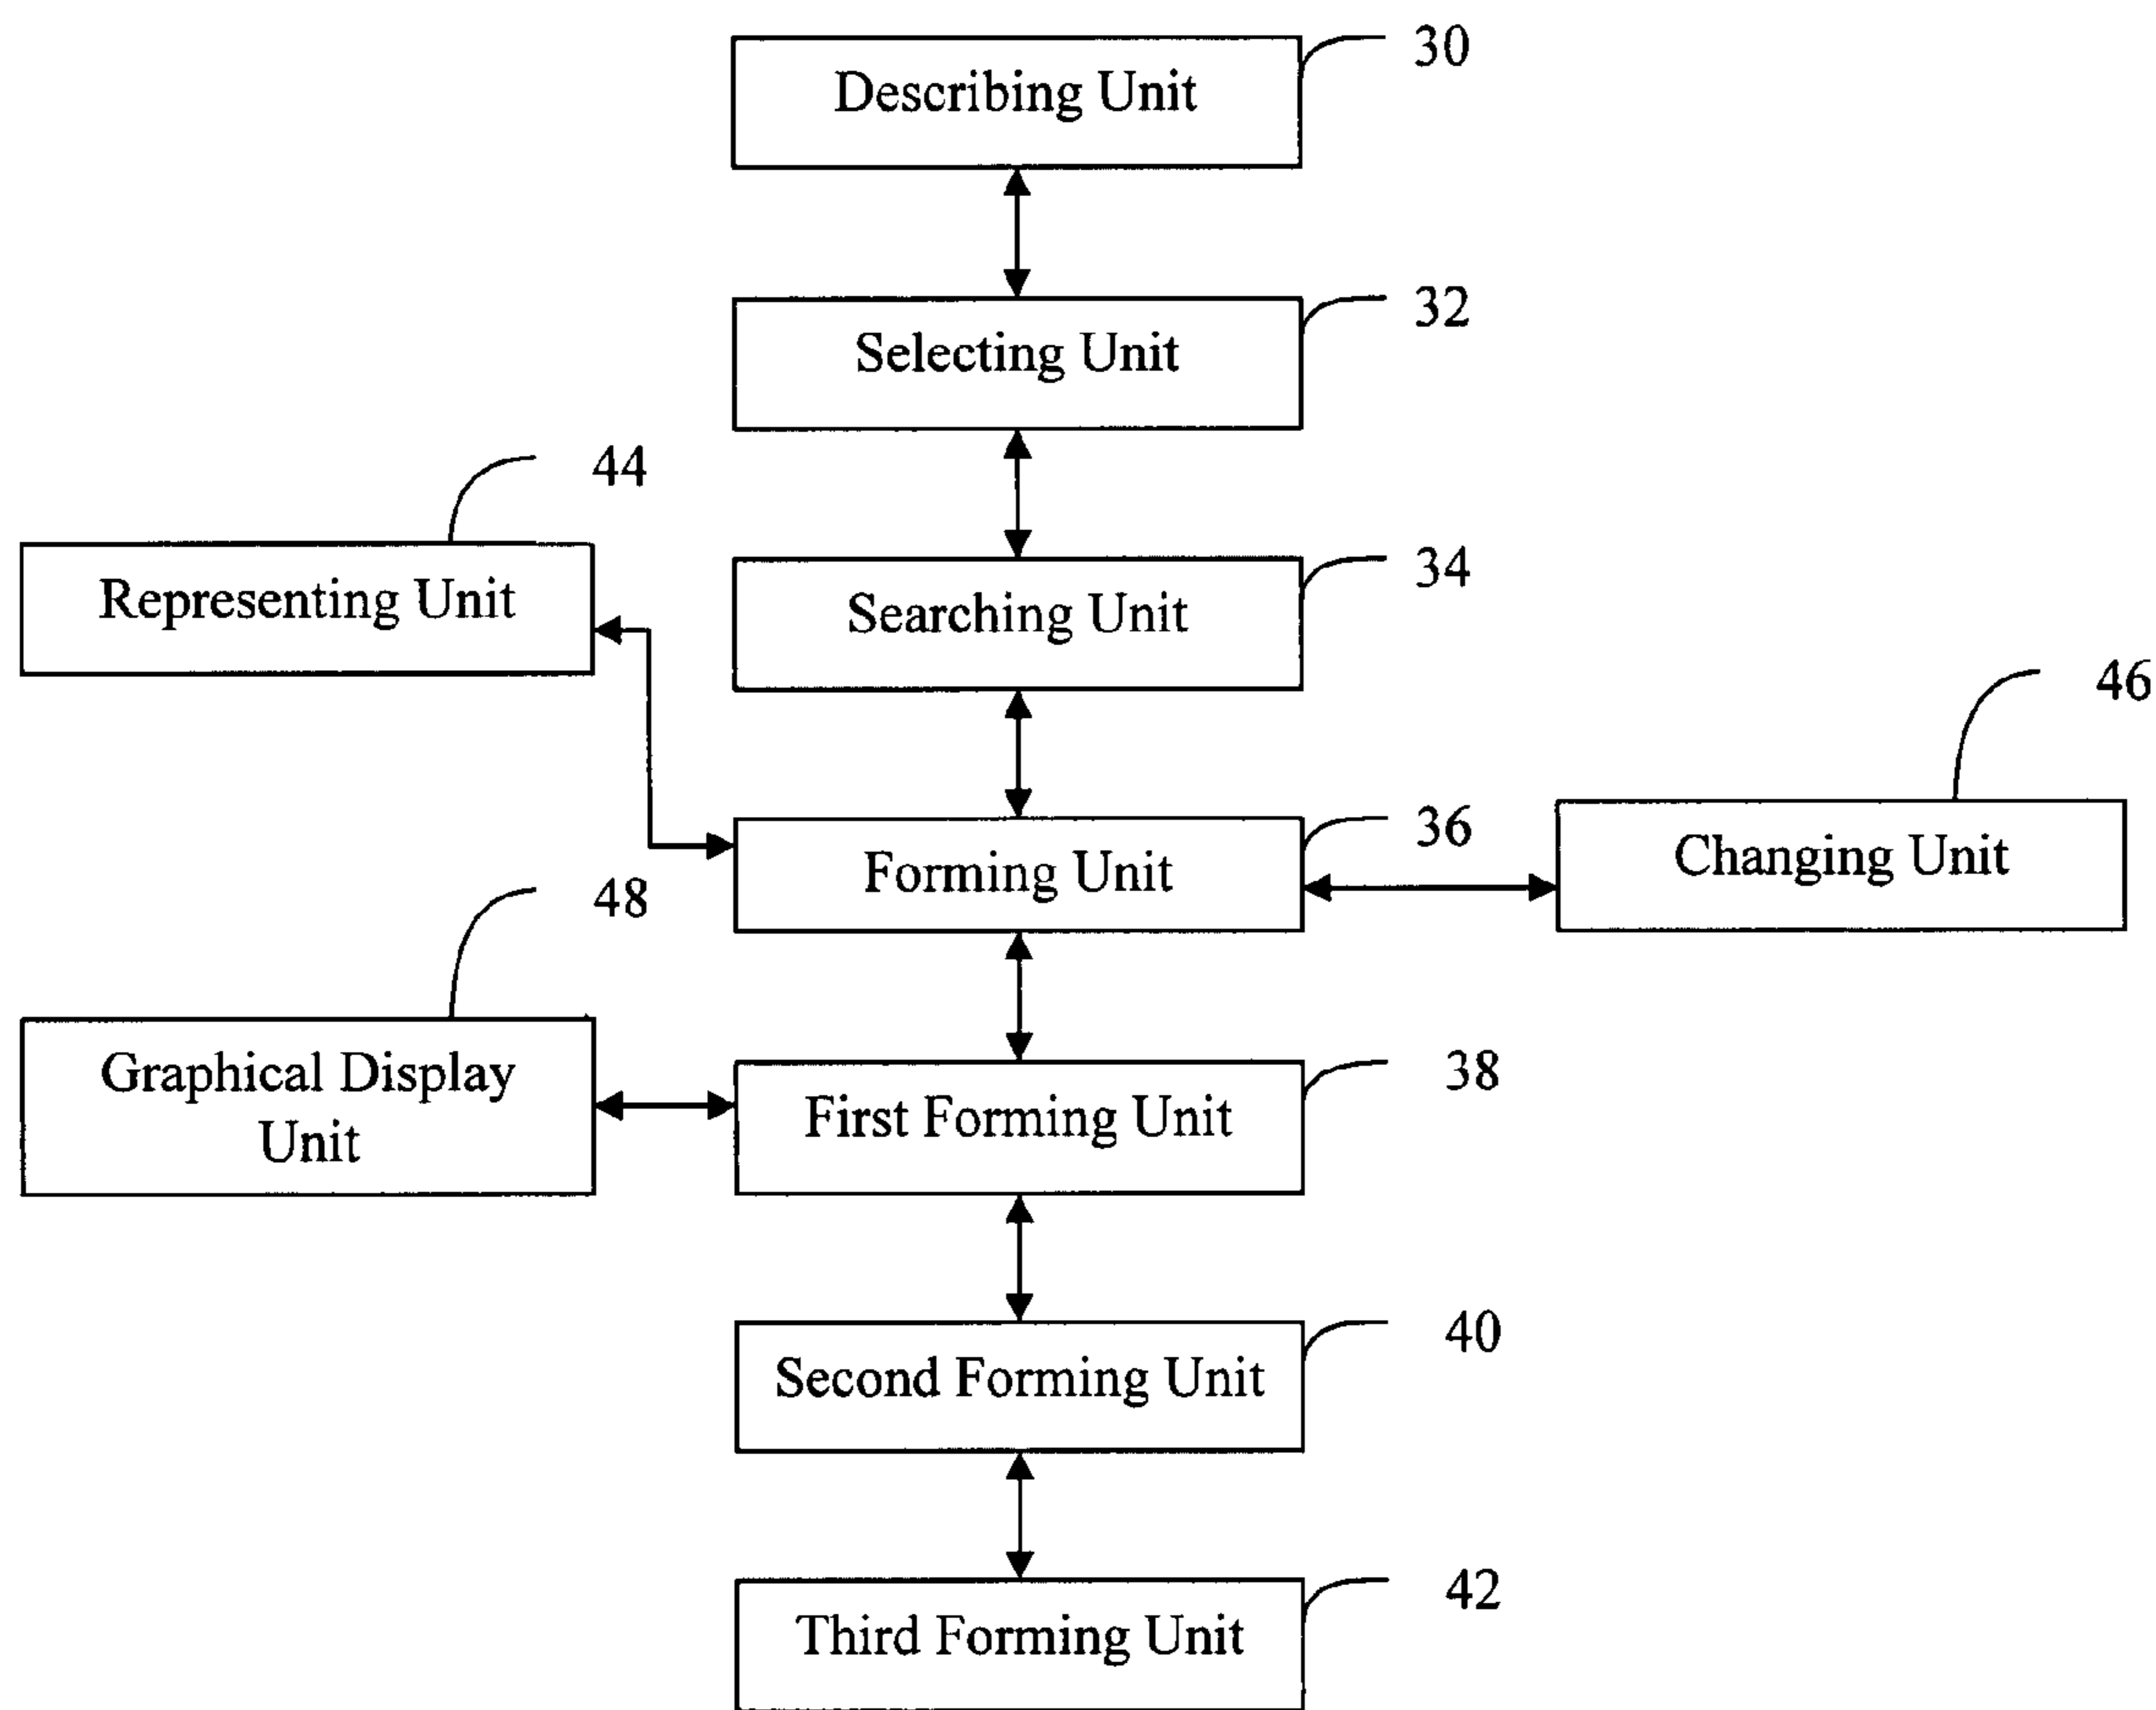 Describing Unit
30
Selecting Unit
32
44
Representing Unit
Searching Unit
34
46
Forming Unit
36
Changing Unit
48
Graphical Display
Unit
First Forming Unit
38
Second Forming Unit
40
Third Forming Unit
42